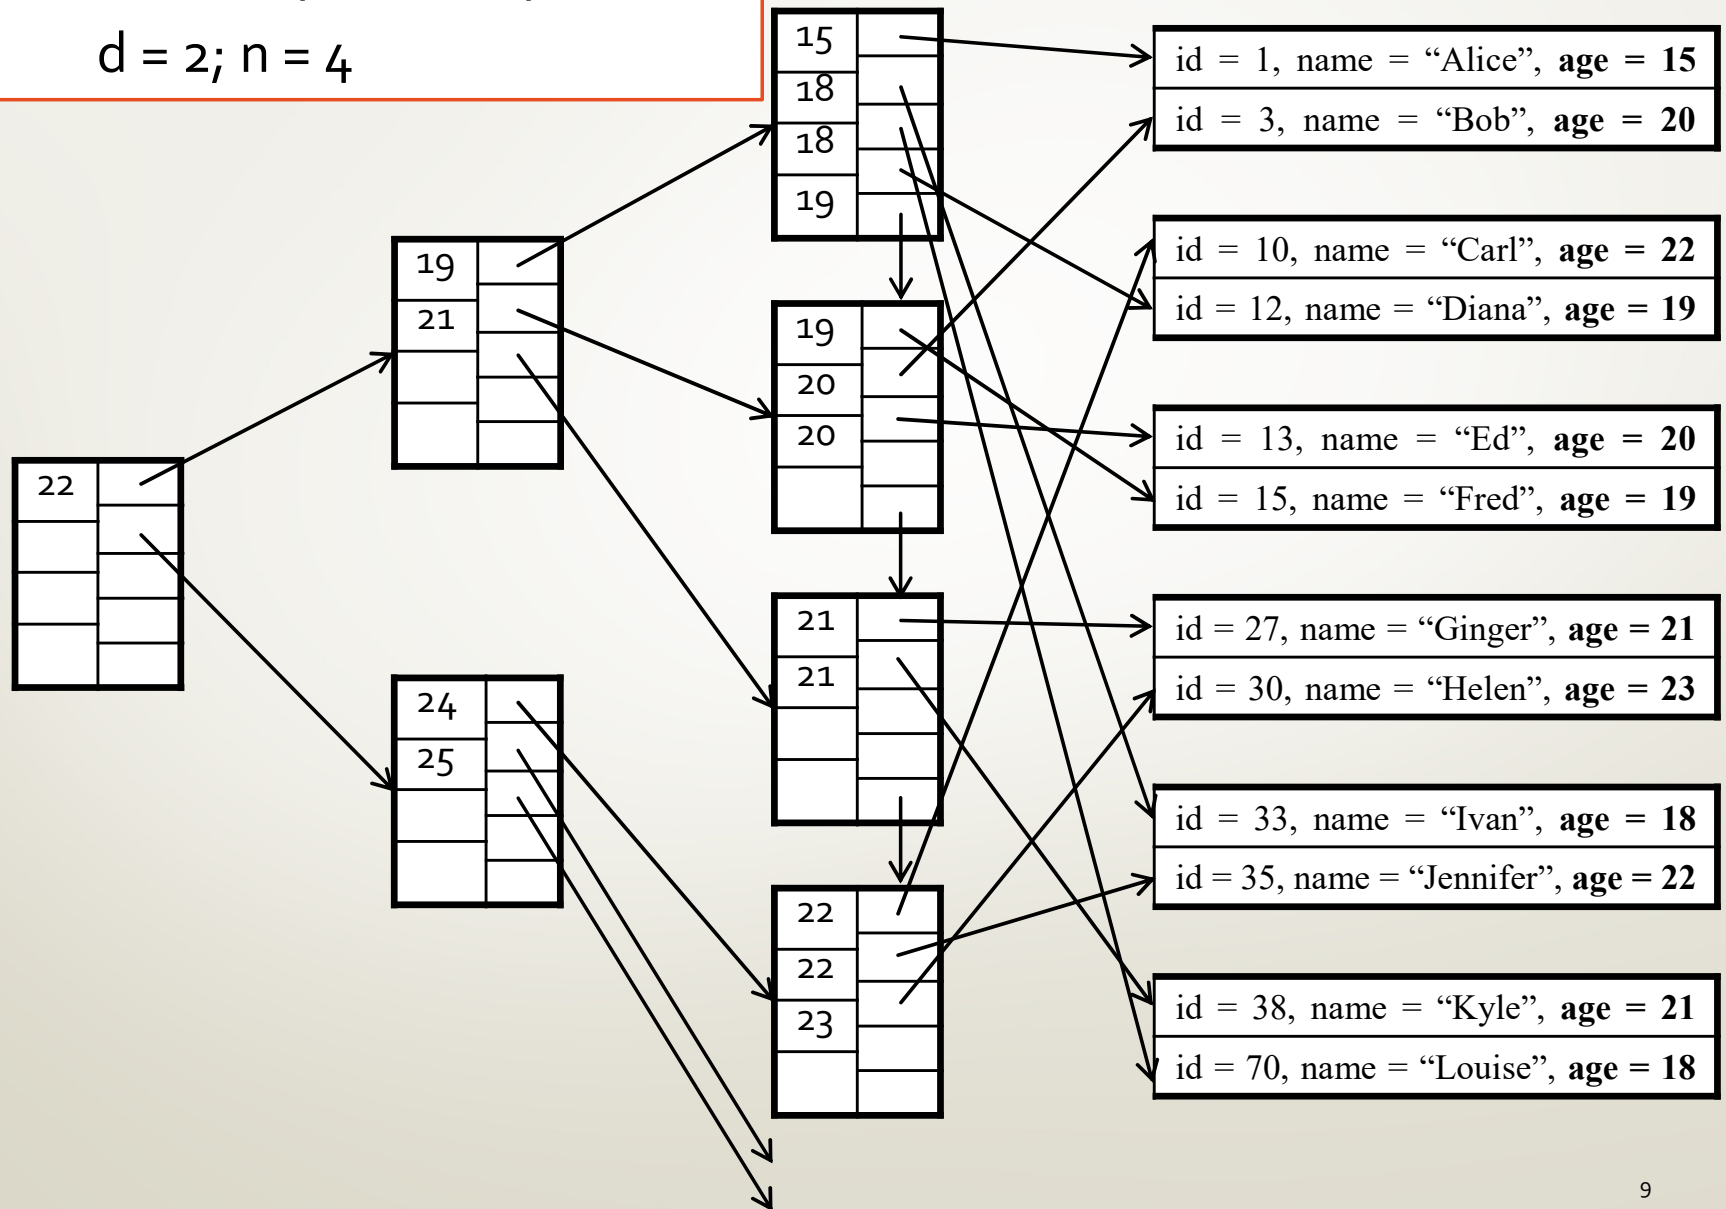 d = 2; n = 4
22
19
21
24
25
15
18
18
19
19
20
20
21
21
22
22
23
id = 1, name = “Alice”, age = 15
id = 3, name = “Bob”, age = 20
id = 10, name = “Carl”, age = 22
id = 12, name = “Diana”, age = 19
id = 13, name = “Ed”, age = 20
id = 15, name = “Fred”, age = 19
id = 27, name = “Ginger”, age = 21
id = 30, name = “Helen”, age = 23
id = 33, name = “Ivan”, age = 18
id = 35, name = “Jennifer”, age = 22
id = 38, name = “Kyle”, age = 21
id = 70, name = “Louise”, age = 18
9